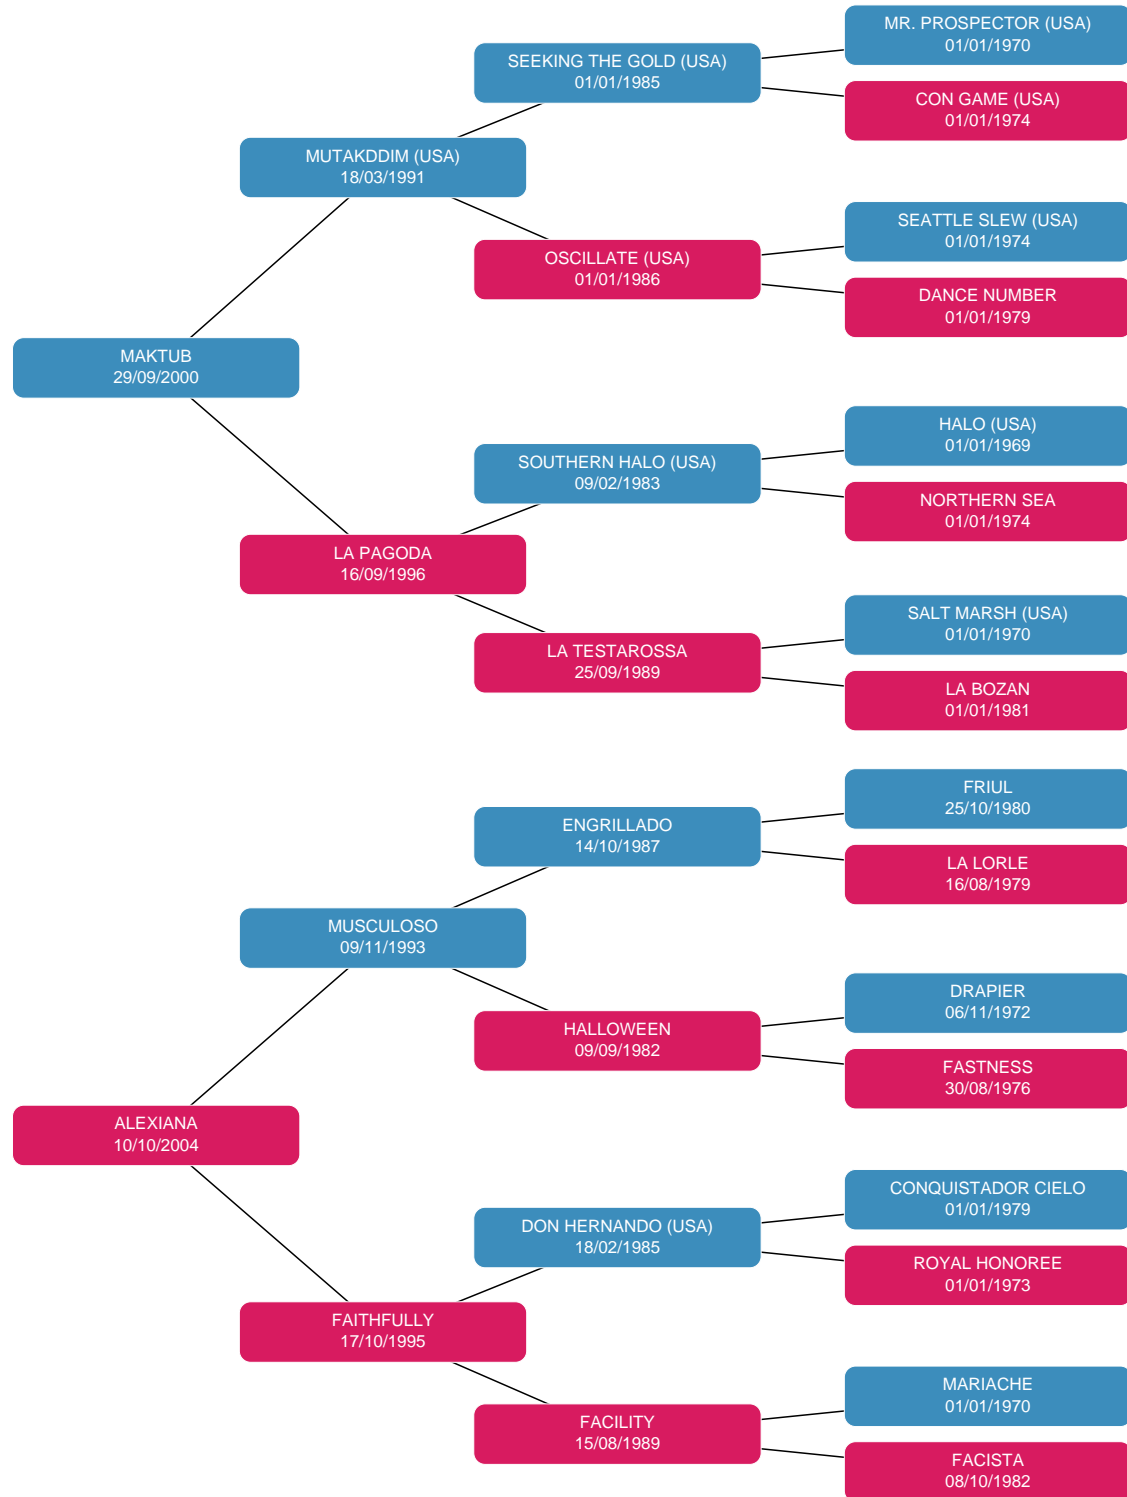 MR. PROSPECTOR (USA)
01/01/1970
SEEKING THE GOLD (USA)
01/01/1985
CON GAME (USA)
01/01/1974
MUTAKDDIM (USA)
18/03/1991
SEATTLE SLEW (USA)
01/01/1974
OSCILLATE (USA)
01/01/1986
DANCE NUMBER
01/01/1979
MAKTUB
29/09/2000
HALO (USA)
01/01/1969
SOUTHERN HALO (USA)
09/02/1983
NORTHERN SEA
01/01/1974
LA PAGODA
16/09/1996
SALT MARSH (USA)
01/01/1970
LA TESTAROSSA
25/09/1989
LA BOZAN
01/01/1981
FRIUL
25/10/1980
ENGRILLADO
14/10/1987
LA LORLE
16/08/1979
MUSCULOSO
09/11/1993
DRAPIER
06/11/1972
HALLOWEEN
09/09/1982
FASTNESS
30/08/1976
ALEXIANA
10/10/2004
CONQUISTADOR CIELO
01/01/1979
DON HERNANDO (USA)
18/02/1985
ROYAL HONOREE
01/01/1973
FAITHFULLY
17/10/1995
MARIACHE
01/01/1970
FACILITY
15/08/1989
FACISTA
08/10/1982